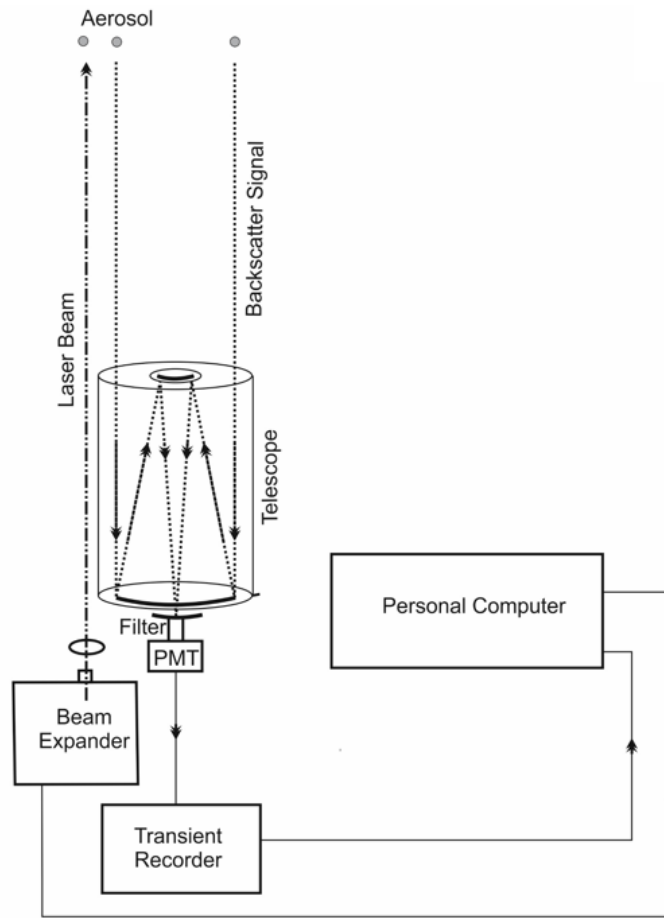 Aerosol
Laser Beam
Backscatter Signal
Telescope
Filter
PMT
Personal Computer
Beam
Expander
Transient
Recorder